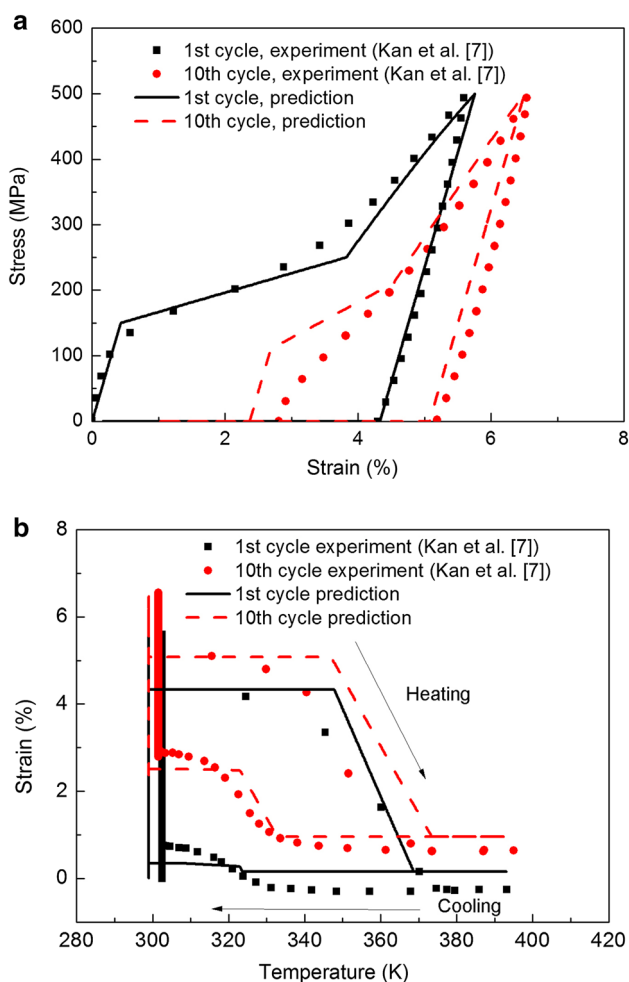 a
1st cycle, experiment (Kan et al. [7])
10th cycle, experiment (Kan et al. [7])
1st cycle, prediction
10th cycle, prediction
Stress (MPa)
600
500
400
300
200
100
0
0 2 4 6 8
Strain (%)
b
1st cycle experiment (Kan et al. [7])
10th cycle experiment (Kan et al. [7])
1st cycle prediction
10th cycle prediction
Heating
Cooling
Strain (%)
8
6
4
2
0
280 300 320 340 360 380 400 420
Temperature (K)